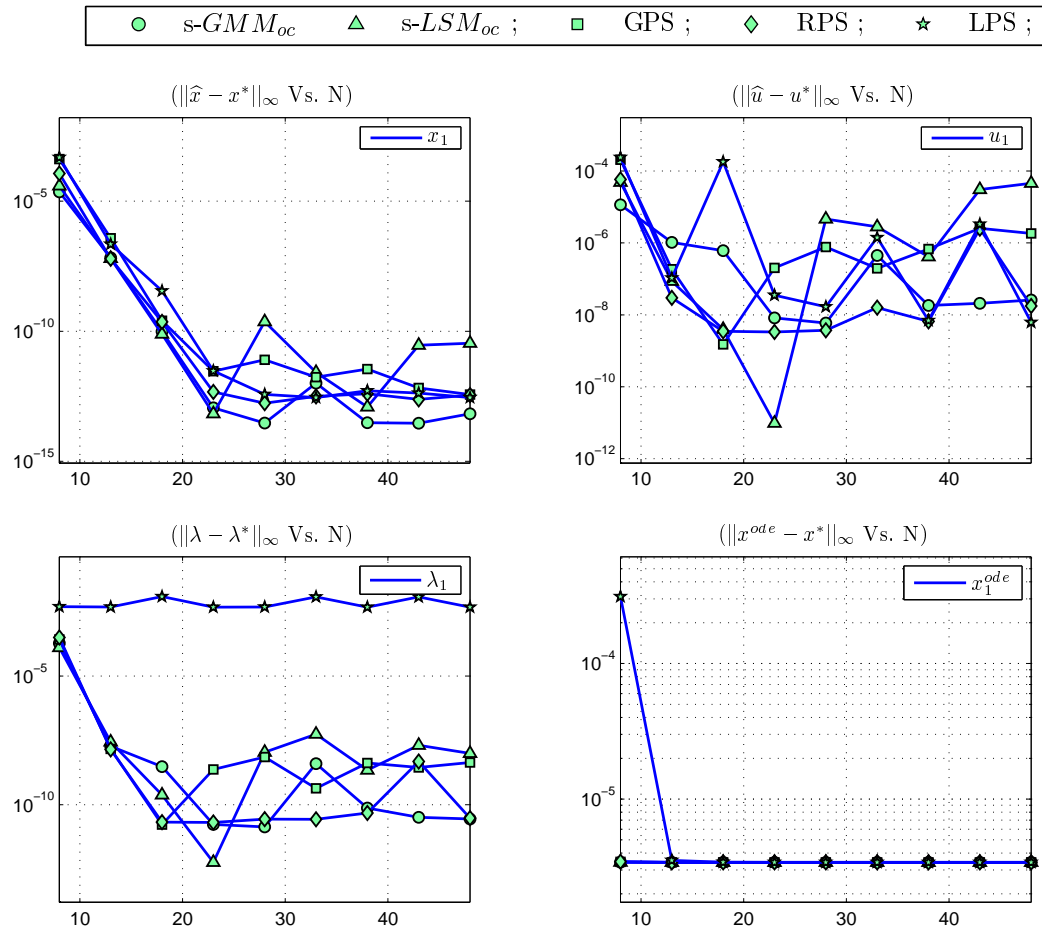 s-GMM_oc s-LSM_oc ; GPS ; RPS ; LPS ;
(||x̂ − x*||∞ Vs. N)
x₁
10⁻⁵
10⁻¹⁰
10⁻¹⁵
10 20 30 40
(||û − u*||∞ Vs. N)
u₁
10⁻⁴
10⁻⁶
10⁻⁸
10⁻¹⁰
10⁻¹²
10 20 30 40
(||λ − λ*||∞ Vs. N)
λ₁
10⁻⁵
10⁻¹⁰
10 20 30 40
(||x^ode − x*||∞ Vs. N)
x₁^ode
10⁻⁴
10⁻⁵
10 20 30 40